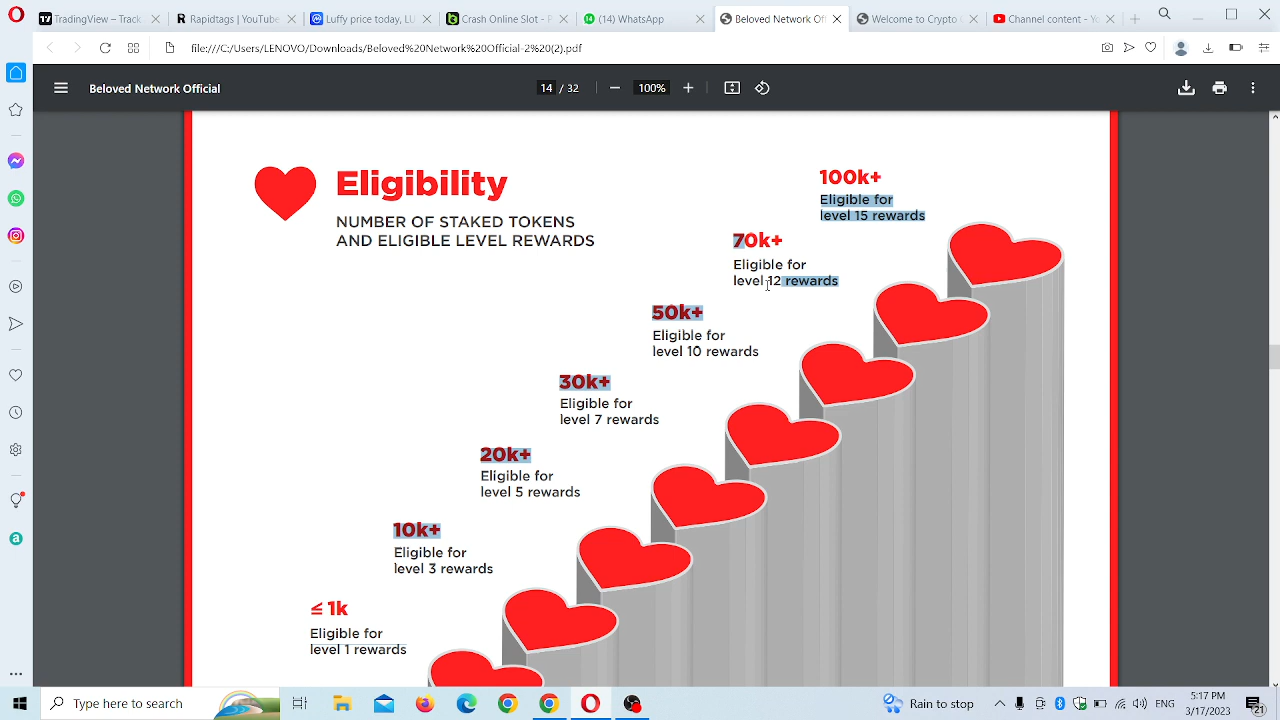 TradingView – Track
Rapidtags | YouTube
Luffy price today, LU
Crash Online Slot - P
(14) WhatsApp
Beloved Network Of
Welcome to Crypto
Channel content - Yo
file:///C:/Users/LENOVO/Downloads/Beloved%20Network%20Official-2%20(2).pdf
Beloved Network Official
14 / 32
100%
Eligibility
NUMBER OF STAKED TOKENS
AND ELIGIBLE LEVEL REWARDS
100k+
Eligible for
level 15 rewards
70k+
Eligible for
level 12 rewards
50k+
Eligible for
level 10 rewards
30k+
Eligible for
level 7 rewards
20k+
Eligible for
level 5 rewards
10k+
Eligible for
level 3 rewards
≤ 1k
Eligible for
level 1 rewards
Type here to search
Rain to stop
ENG
5:17 PM
3/17/2023
21